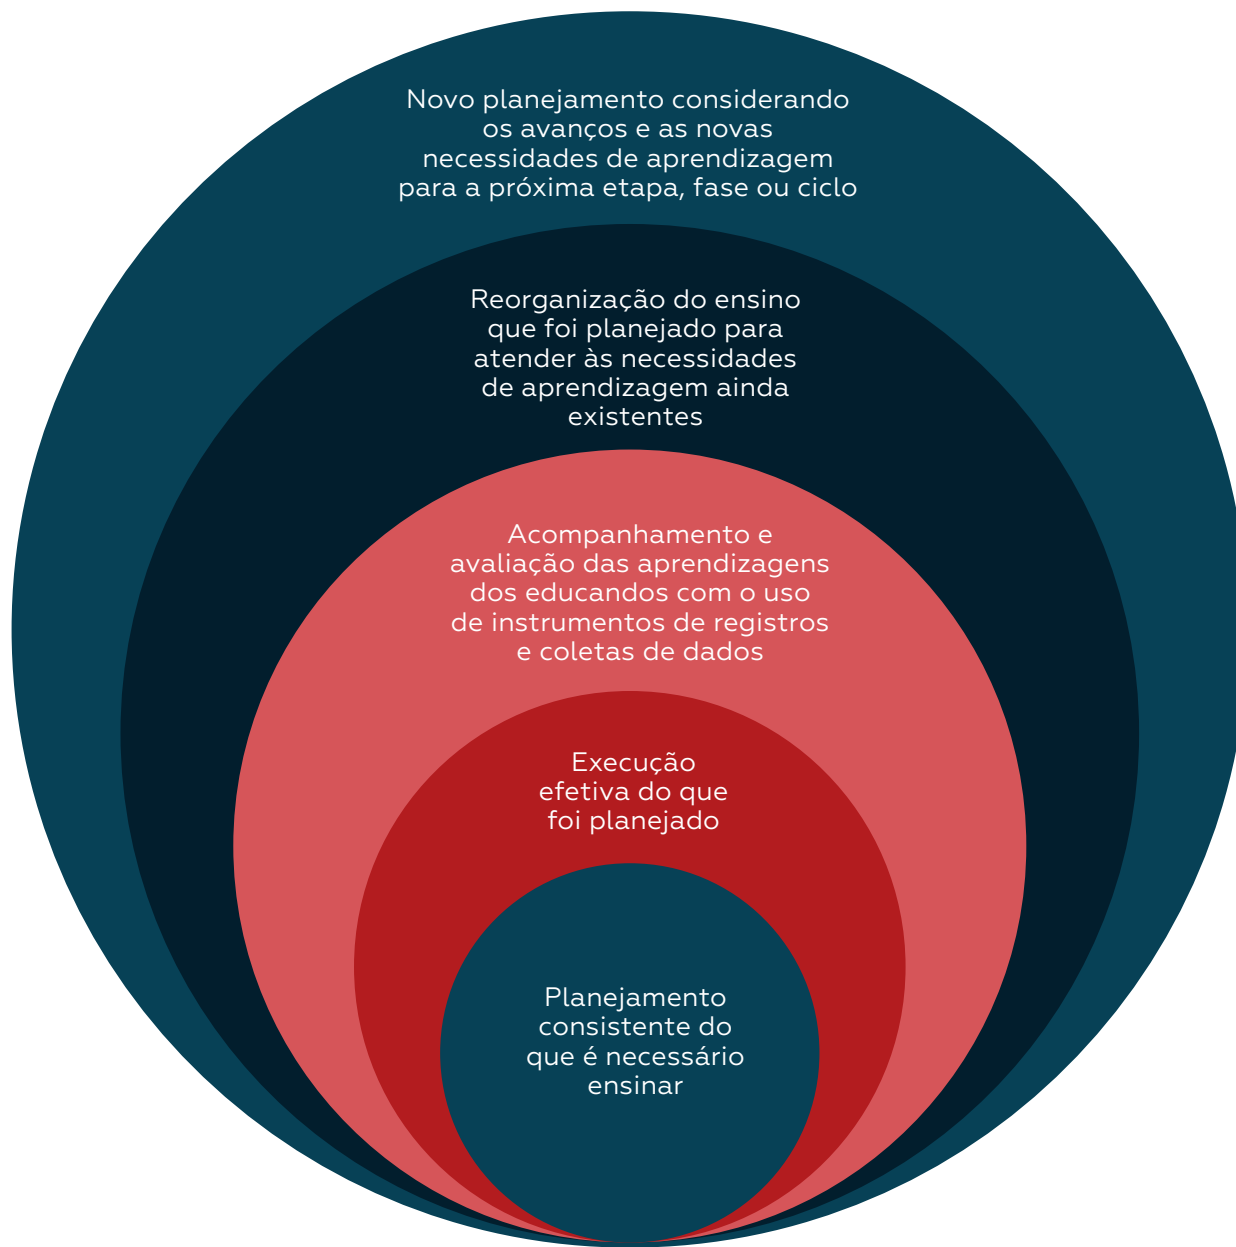 Novo planejamento considerando
os avanços e as novas
necessidades de aprendizagem
para a próxima etapa, fase ou ciclo
Reorganização do ensino
que foi planejado para
atender às necessidades
de aprendizagem ainda
existentes
Acompanhamento e
avaliação das aprendizagens
dos educandos com o uso
de instrumentos de registros
e coletas de dados
Execução
efetiva do que
foi planejado
Planejamento
consistente do
que é necessário
ensinar